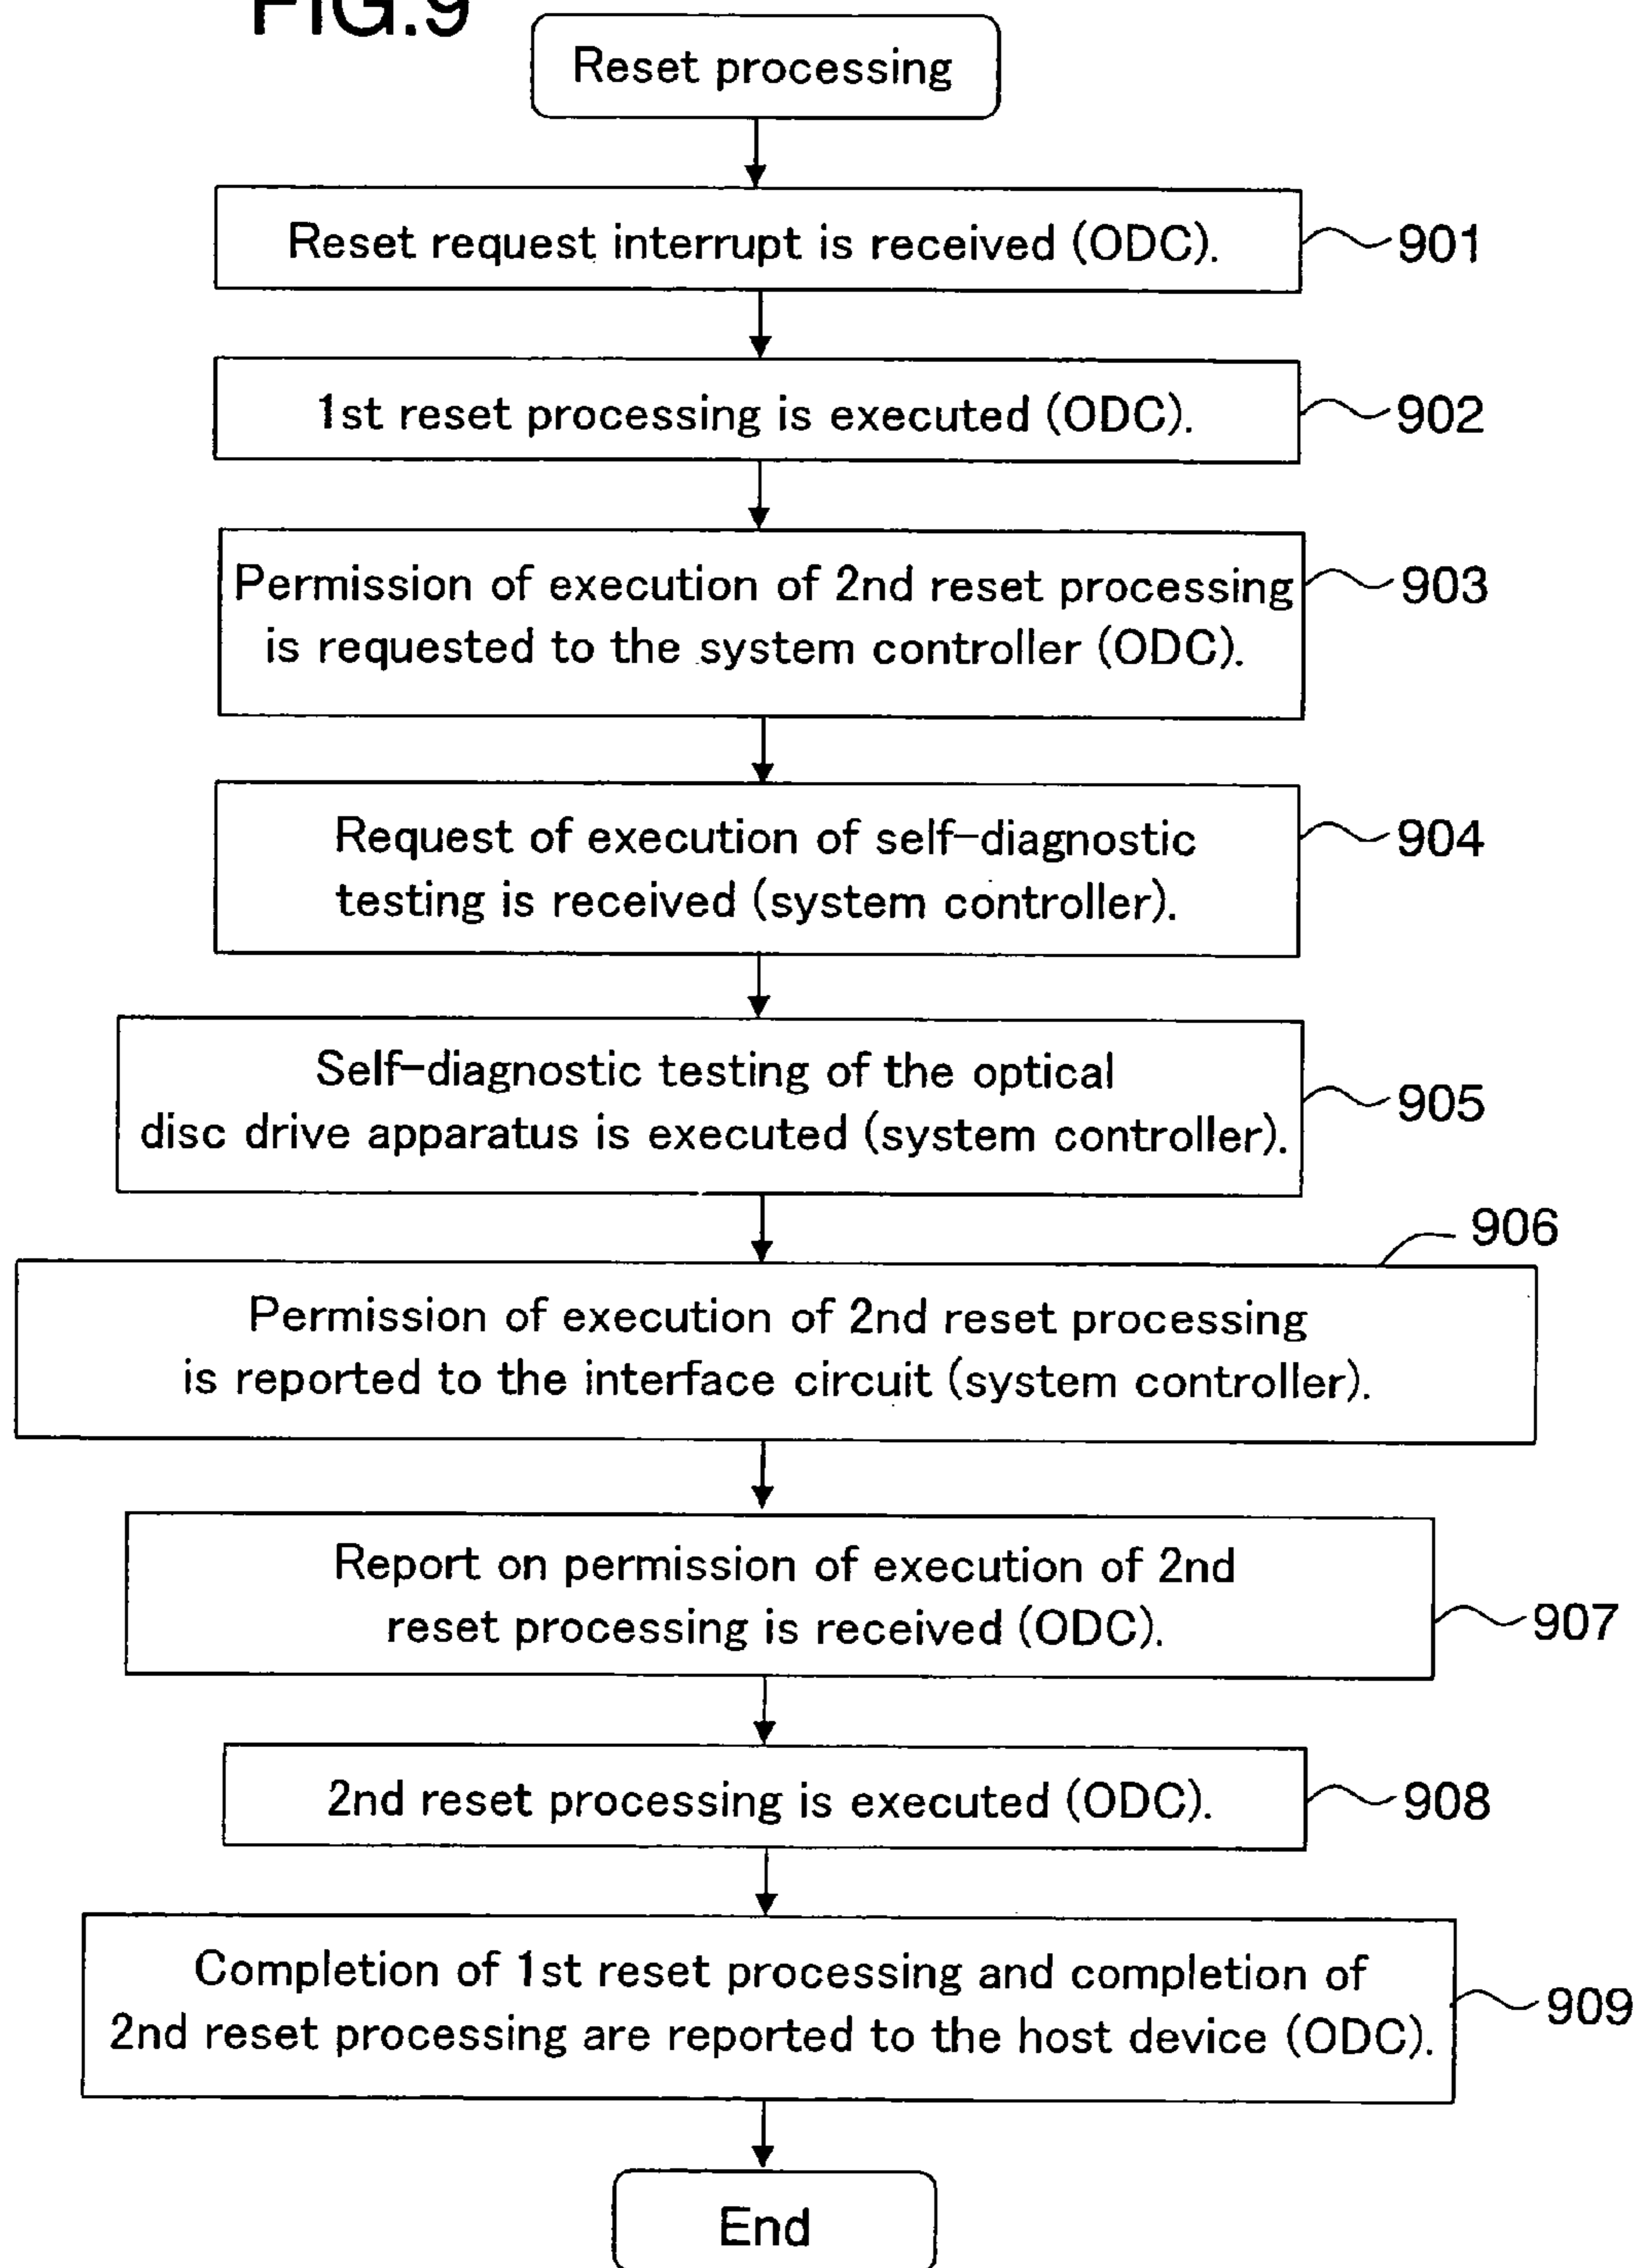 FIG.9
Reset processing
Reset request interrupt is received (ODC).
901
1st reset processing is executed (ODC).
902
Permission of execution of 2nd reset processing
is requested to the system controller (ODC).
903
Request of execution of self-diagnostic
testing is received (system controller).
904
Self-diagnostic testing of the optical
disc drive apparatus is executed (system controller).
905
906
Permission of execution of 2nd reset processing
is reported to the interface circuit (system controller).
Report on permission of execution of 2nd
reset processing is received (ODC).
907
2nd reset processing is executed (ODC).
908
Completion of 1st reset processing and completion of
2nd reset processing are reported to the host device (ODC).
909
End